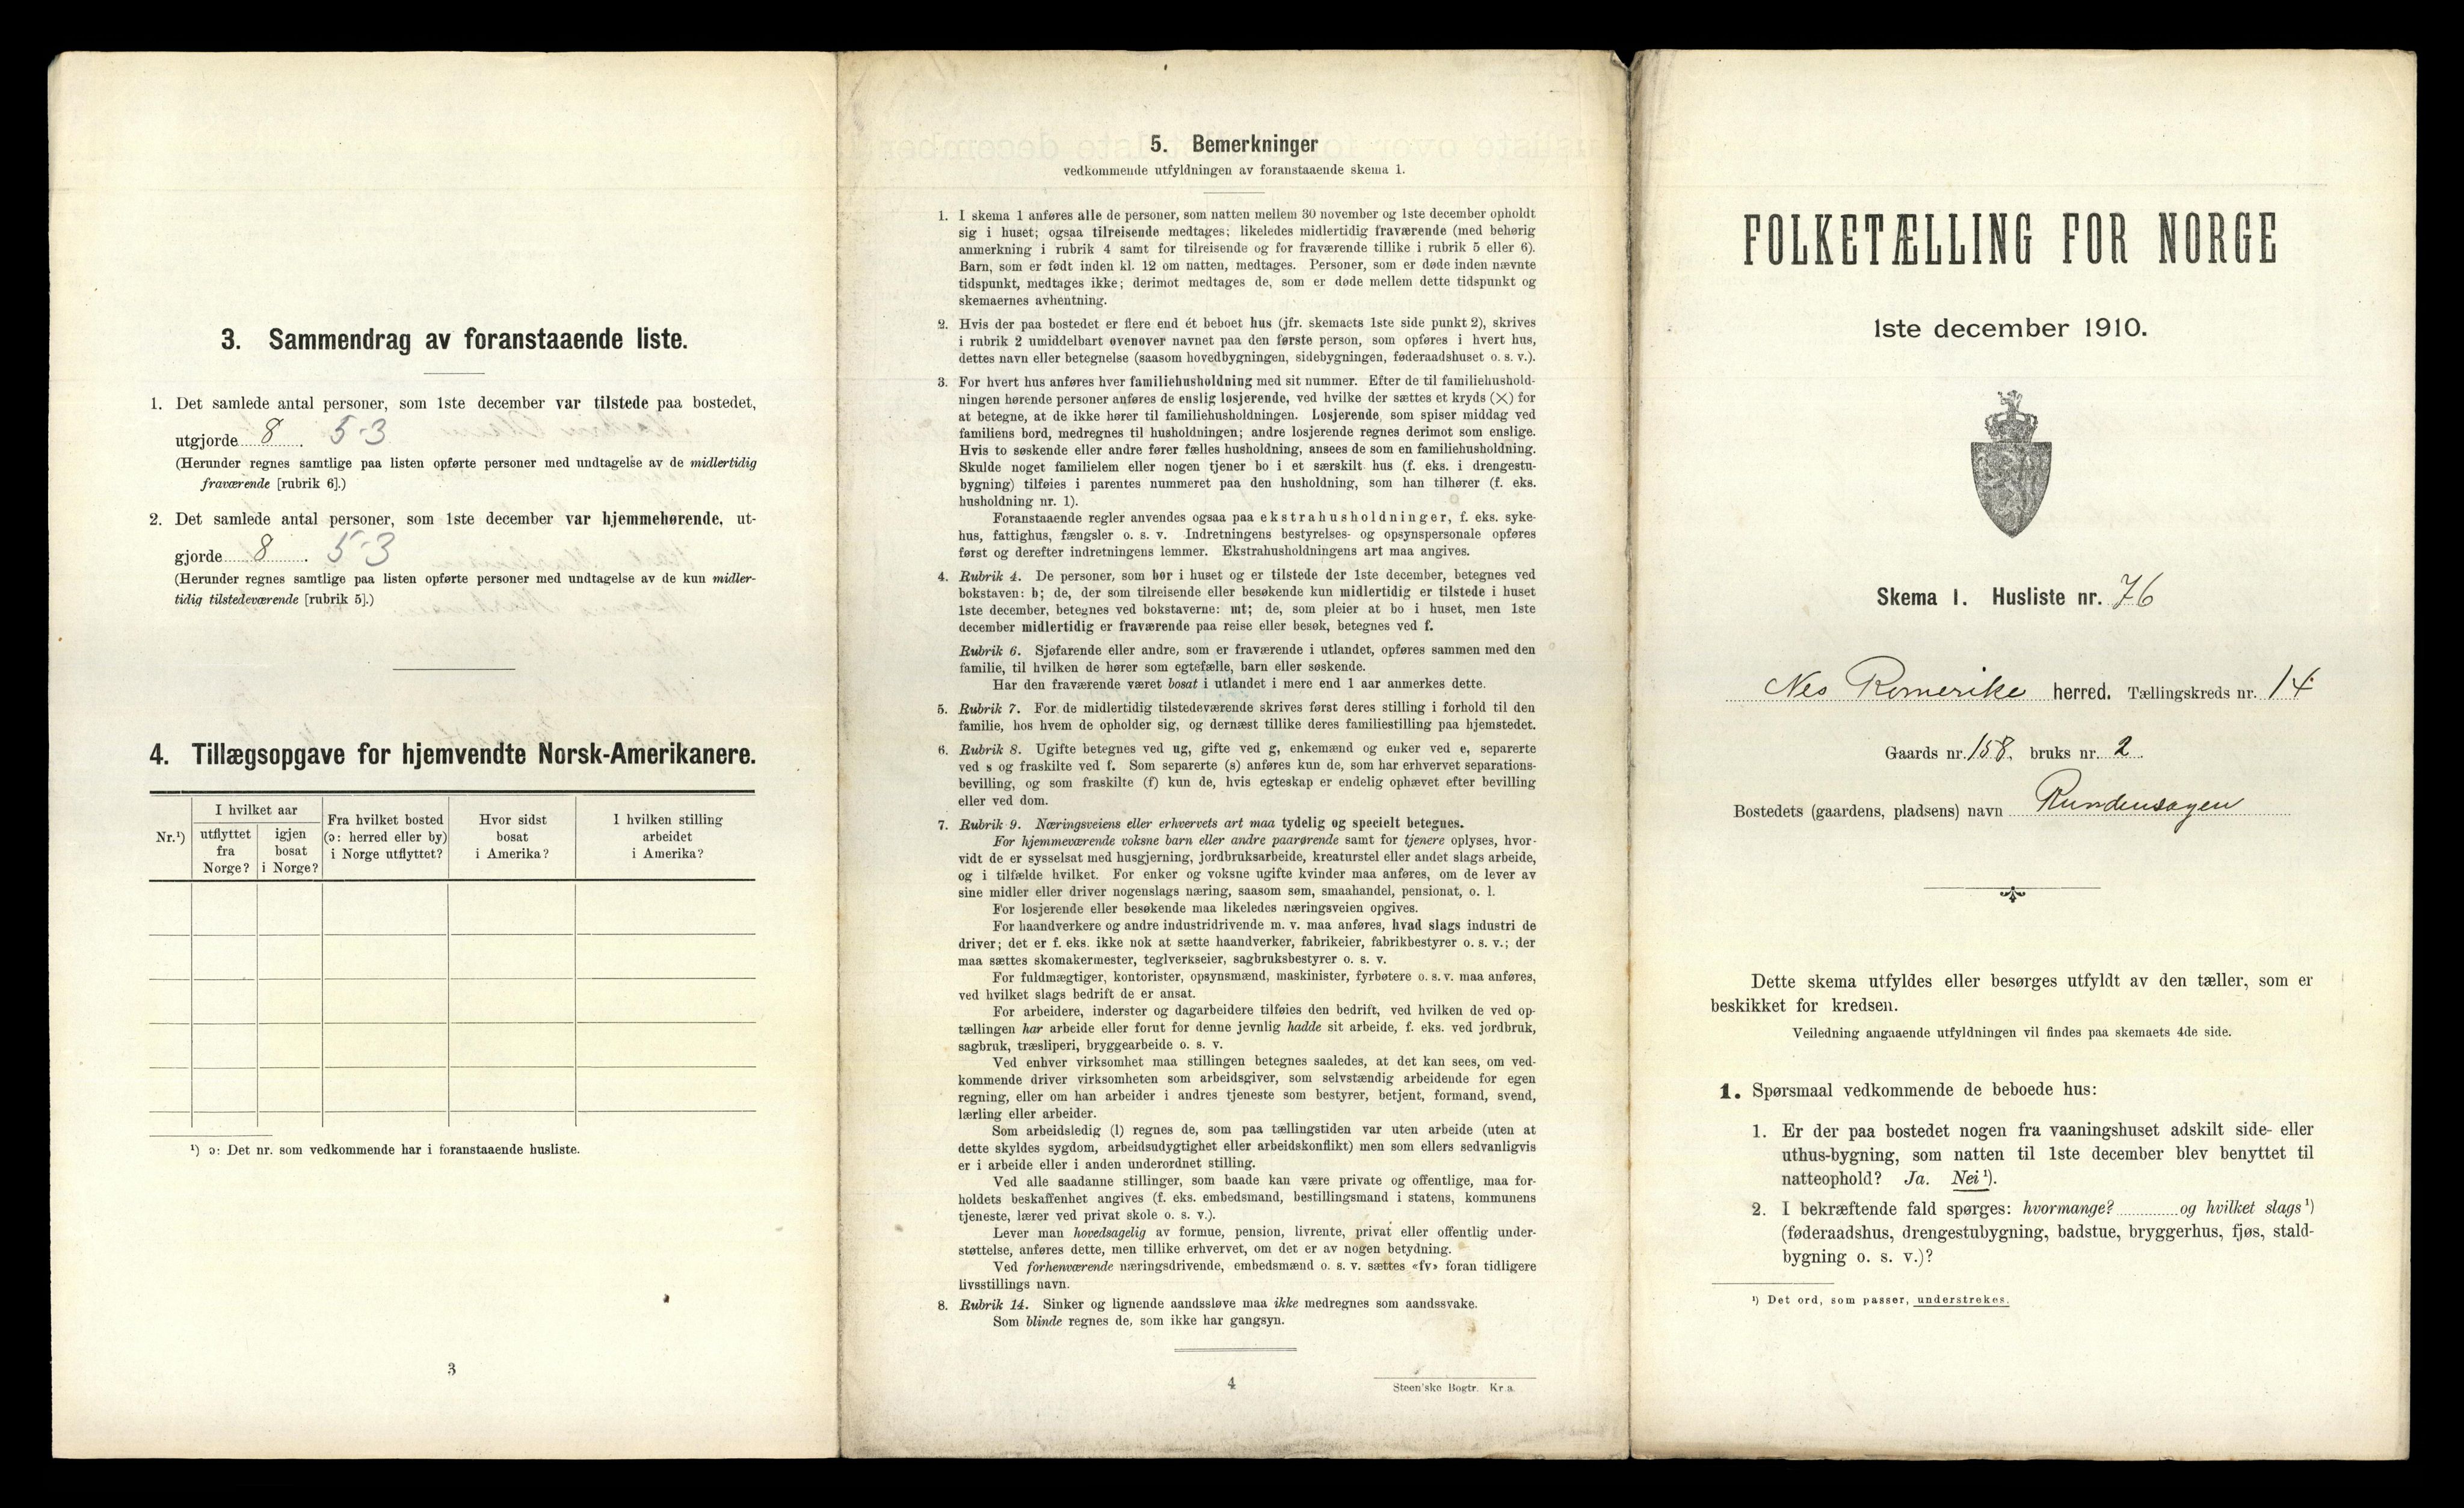 3. Sammendrag av foranstaaende liste.
1. Det samlede antal personer, som 1ste december var tilstede paa bostedet,
utgjorde 8. 5-3
(Herunder regnes samtlige paa listen opførte personer med undtagelse av de midlertidig
fraværende [rubrik 6].)
2. Det samlede antal personer, som 1ste december var hjemmehørende, ut-
gjorde 8. 5-3
(Herunder regnes samtlige paa listen opførte personer med undtagelse av de kun midler-
tidig tilstedeværende [rubrik 5].)
4. Tillægsopgave for hjemvendte Norsk-Amerikanere.
Nr.¹)
I hvilket aar
utflyttet
fra
Norge?
igjen
bosat
i Norge?
Fra hvilket bosted
(ɔ: herred eller by)
i Norge utflyttet?
Hvor sidst
bosat
i Amerika?
I hvilken stilling
arbeidet
i Amerika?
¹) ɔ: Det nr. som vedkommende har i foranstaaende husliste.
3
5. Bemerkninger
vedkommende utfyldningen av foranstaaende skema 1.
1. I skema 1 anføres alle de personer, som natten mellem 30 november og 1ste december opholdt
sig i huset; ogsaa tilreisende medtages; likeledes midlertidig fraværende (med behørig
anmerkning i rubrik 4 samt for tilreisende og for fraværende tillike i rubrik 5 eller 6).
Barn, som er født inden kl. 12 om natten, medtages. Personer, som er døde inden nævnte
tidspunkt, medtages ikke; derimot medtages de, som er døde mellem dette tidspunkt og
skemaernes avhentning.
2. Hvis der paa bostedet er flere end ét beboet hus (jfr. skemaets 1ste side punkt 2), skrives
i rubrik 2 umiddelbart ovenover navnet paa den første person, som opføres i hvert hus,
dettes navn eller betegnelse (saasom hovedbygningen, sidebygningen, føderaadshuset o. s. v.).
3. For hvert hus anføres hver familiehusholdning med sit nummer. Efter de til familiehushold-
ningen hørende personer anføres de enslig losjerende, ved hvilke der sættes et kryds (×) for
at betegne, at de ikke hører til familiehusholdningen. Losjerende, som spiser middag ved
familiens bord, medregnes til husholdningen; andre losjerende regnes derimot som enslige.
Hvis to søskende eller andre fører fælles husholdning, ansees de som en familiehusholdning.
Skulde noget familielem eller nogen tjener bo i et særskilt hus (f. eks. i drengestu-
bygning) tilføies i parentes nummeret paa den husholdning, som han tilhører (f. eks.
husholdning nr. 1).
Foranstaaende regler anvendes ogsaa paa ekstrahusholdninger, f. eks. syke-
hus, fattighus, fængsler o. s. v. Indretningens bestyrelses- og opsynspersonale opføres
først og derefter indretningens lemmer. Ekstrahusholdningens art maa angives.
4. Rubrik 4. De personer, som bor i huset og er tilstede der 1ste december, betegnes ved
bokstaven: b; de, der som tilreisende eller besøkende kun midlertidig er tilstede i huset
1ste december, betegnes ved bokstaverne: mt; de, som pleier at bo i huset, men 1ste
december midlertidig er fraværende paa reise eller besøk, betegnes ved f.
Rubrik 6. Sjøfarende eller andre, som er fraværende i utlandet, opføres sammen med den
familie, til hvilken de hører som egtefælle, barn eller søskende.
Har den fraværende været bosat i utlandet i mere end 1 aar anmerkes dette.
5. Rubrik 7. For de midlertidig tilstedeværende skrives først deres stilling i forhold til den
familie, hos hvem de opholder sig, og dernæst tillike deres familiestilling paa hjemstedet.
6. Rubrik 8. Ugifte betegnes ved ug, gifte ved g, enkemænd og enker ved e, separerte
ved s og fraskilte ved f. Som separerte (s) anføres kun de, som har erhvervet separations-
bevilling, og som fraskilte (f) kun de, hvis egteskap er endelig ophævet efter bevilling
eller ved dom.
7. Rubrik 9. Næringsveiens eller erhvervets art maa tydelig og specielt betegnes.
For hjemmeværende voksne barn eller andre paarørende samt for tjenere oplyses, hvor-
vidt de er sysselsat med husgjerning, jordbruksarbeide, kreaturstel eller andet slags arbeide,
og i tilfælde hvilket. For enker og voksne ugifte kvinder maa anføres, om de lever av
sine midler eller driver nogenslags næring, saasom søm, smaahandel, pensionat, o. l.
For losjerende eller besøkende maa likeledes næringsveien opgives.
For haandverkere og andre industridrivende m. v. maa anføres, hvad slags industri de
driver; det er f. eks. ikke nok at sætte haandverker, fabrikeier, fabrikbestyrer o. s. v.; der
maa sættes skomakermester, teglverkseier, sagbruksbestyrer o. s. v.
For fuldmægtiger, kontorister, opsynsmænd, maskinister, fyrbøtere o. s. v. maa anføres,
ved hvilket slags bedrift de er ansat.
For arbeidere, inderster og dagarbeidere tilføies den bedrift, ved hvilken de ved op-
tællingen har arbeide eller forut for denne jevnlig hadde sit arbeide, f. eks. ved jordbruk,
sagbruk, træsliperi, bryggearbeide o. s. v.
Ved enhver virksomhet maa stillingen betegnes saaledes, at det kan sees, om ved-
kommende driver virksomheten som arbeidsgiver, som selvstændig arbeidende for egen
regning, eller om han arbeider i andres tjeneste som bestyrer, betjent, formand, svend,
lærling eller arbeider.
Som arbeidsledig (l) regnes de, som paa tællingstiden var uten arbeide (uten at
dette skyldes sygdom, arbeidsudygtighet eller arbeidskonflikt) men som ellers sedvanligvis
er i arbeide eller i anden underordnet stilling.
Ved alle saadanne stillinger, som baade kan være private og offentlige, maa for-
holdets beskaffenhet angives (f. eks. embedsmand, bestillingsmand i statens, kommunens
tjeneste, lærer ved privat skole o. s. v.).
Lever man hovedsagelig av formue, pension, livrente, privat eller offentlig under-
støttelse, anføres dette, men tillike erhvervet, om det er av nogen betydning.
Ved forhenværende næringsdrivende, embedsmænd o. s. v. sættes «fv» foran tidligere
livsstillings navn.
8. Rubrik 14. Sinker og lignende aandssløve maa ikke medregnes som aandssvake.
Som blinde regnes de, som ikke har gangsyn.
4
Steen'ske Bogtr. Kr.a.
FOLKETÆLLING FOR NORGE
1ste december 1910.
Skema 1. Husliste nr. 76
Nes Romerike herred. Tællingskreds nr. 14
Gaards nr. 158, bruks nr. 2.
Bostedets (gaardens, pladsens) navn Rundensagen
Dette skema utfyldes eller besørges utfyldt av den tæller, som er
beskikket for kredsen.
Veiledning angaaende utfyldningen vil findes paa skemaets 4de side.
1. Spørsmaal vedkommende de beboede hus:
1. Er der paa bostedet nogen fra vaaningshuset adskilt side- eller
uthus-bygning, som natten til 1ste december blev benyttet til
natteophold? Ja. Nei¹).
2. I bekræftende fald spørges: hvormange? og hvilket slags¹)
(føderaadshus, drengestubygning, badstue, bryggerhus, fjøs, stald-
bygning o. s. v.)?
¹) Det ord, som passer, understrekes.